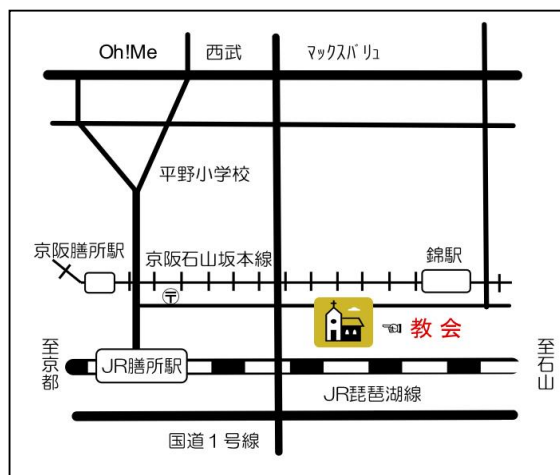 Oh!Me 西武 マックスバリュ
平野小学校
京阪膳所駅 京阪石山坂本線 錦駅
〒
教会
至京都 JR膳所駅 至石山
JR琵琶湖線
国道1号線